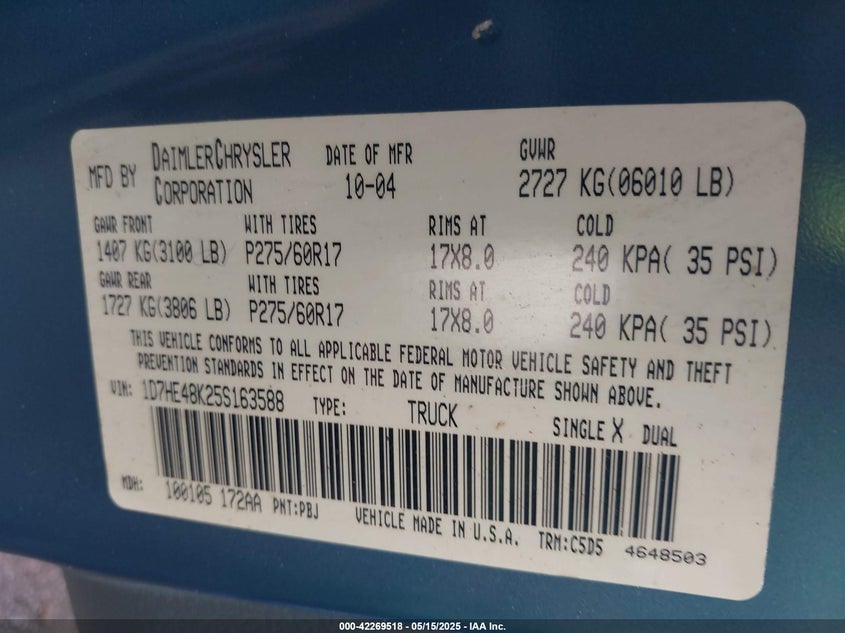 MFD BY DAIMLERCHRYSLER CORPORATION DATE OF MFR 10-04 GVWR 2727 KG(06010 LB)
GAWR FRONT WITH TIRES RIMS AT COLD
1407 KG(3100 LB) P275/60R17 17X8.0 240 KPA( 35 PSI)
GAWR REAR WITH TIRES RIMS AT COLD
1727 KG(3806 LB) P275/60R17 17X8.0 240 KPA( 35 PSI)
THIS VEHICLE CONFORMS TO ALL APPLICABLE FEDERAL MOTOR VEHICLE SAFETY AND THEFT
PREVENTION STANDARDS IN EFFECT ON THE DATE OF MANUFACTURE SHOWN ABOVE.
VIN: 1D7HE48K25S163588 TYPE: TRUCK SINGLE X DUAL
MDH: 100105 172AA PNT:PBJ VEHICLE MADE IN U.S.A. TRM:C5D5 4648503
000-42269518 - 05/15/2025 - IAA Inc.